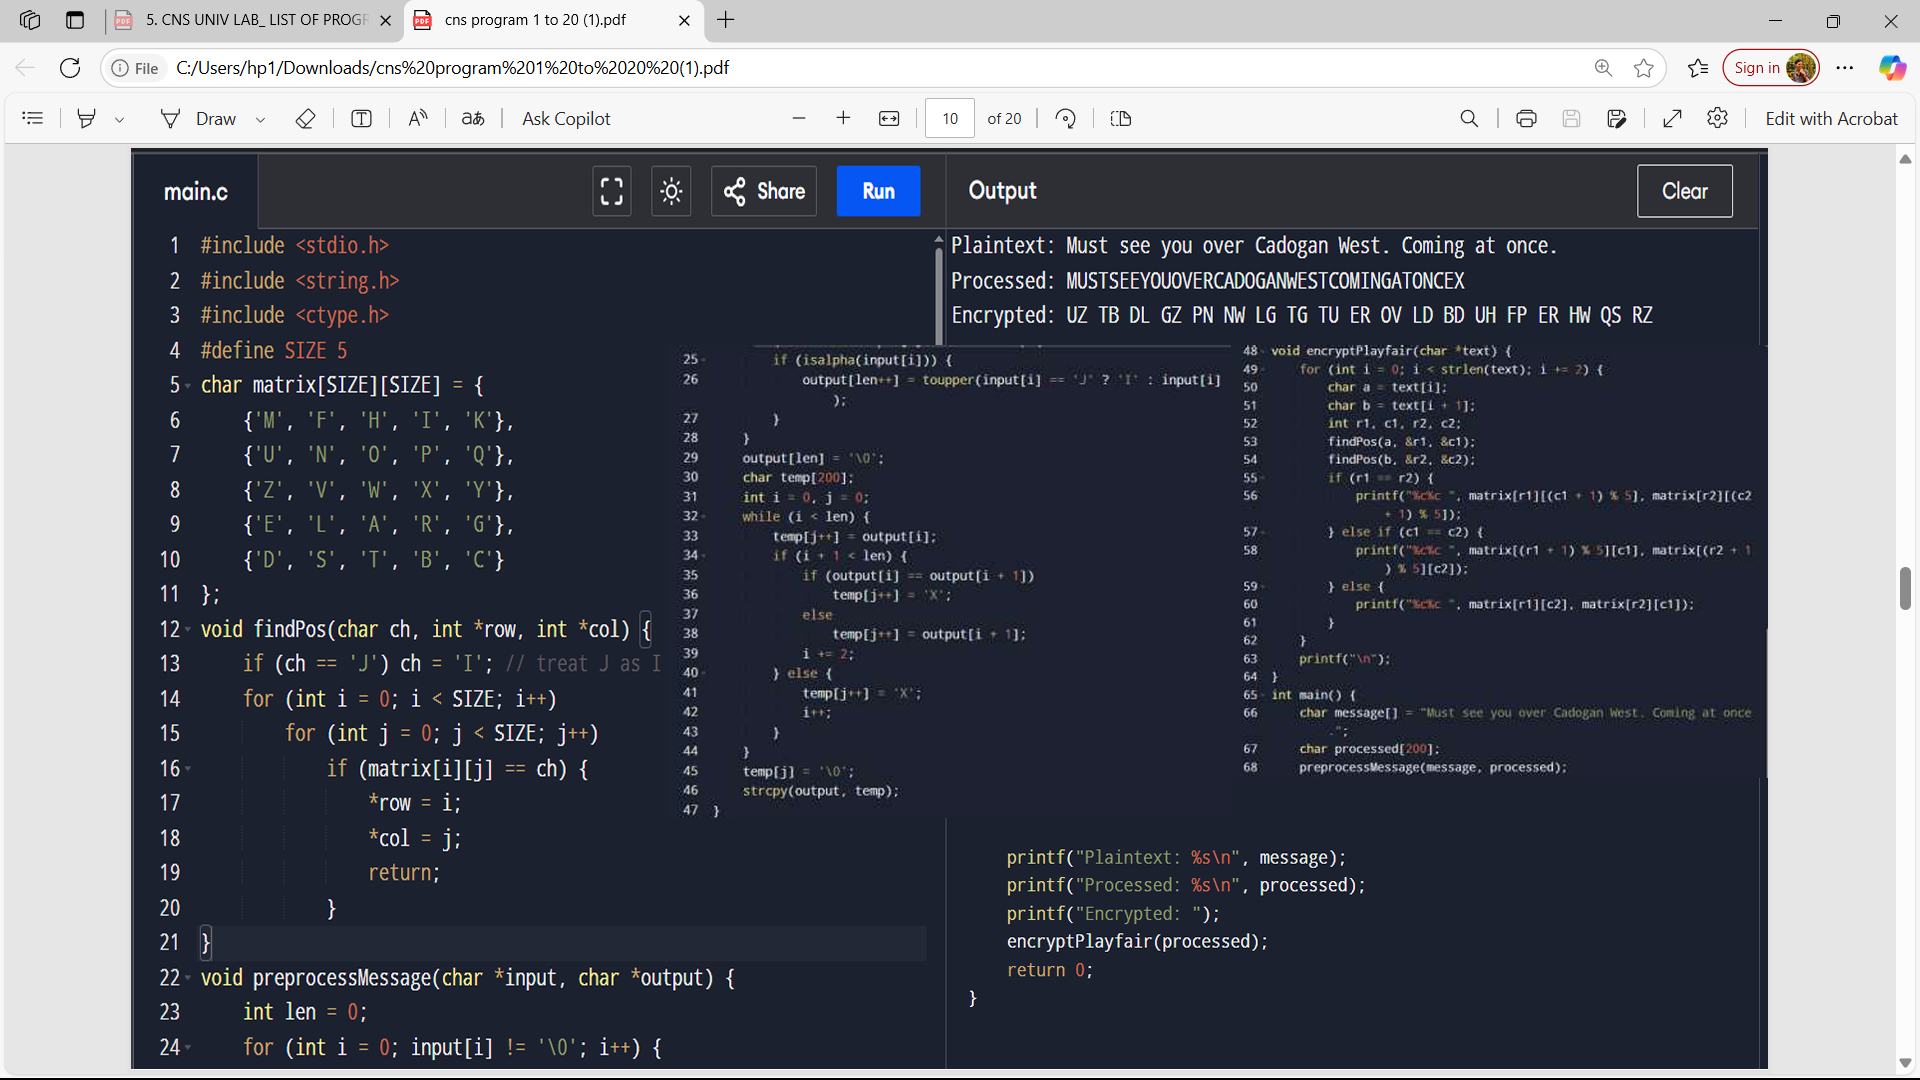 5. CNS UNIV LAB_ LIST OF PROGR
cns program 1 to 20 (1).pdf
File
C:/Users/hp1/Downloads/cns%20program%201%20to%2020%20(1).pdf
Sign in
Draw
Ask Copilot
10 of 20
Edit with Acrobat
main.c
Share
Run
Output
Clear
1 #include <stdio.h>
2 #include <string.h>
3 #include <ctype.h>
4 #define SIZE 5
5 char matrix[SIZE][SIZE] = {
6 {'M', 'F', 'H', 'I', 'K'},
7 {'U', 'N', 'O', 'P', 'Q'},
8 {'Z', 'V', 'W', 'X', 'Y'},
9 {'E', 'L', 'A', 'R', 'G'},
10 {'D', 'S', 'T', 'B', 'C'}
11 };
12 void findPos(char ch, int *row, int *col) {
13 if (ch == 'J') ch = 'I'; // treat J as I
14 for (int i = 0; i < SIZE; i++)
15 for (int j = 0; j < SIZE; j++)
16 if (matrix[i][j] == ch) {
17 *row = i;
18 *col = j;
19 return;
20 }
21 }
22 void preprocessMessage(char *input, char *output) {
23 int len = 0;
24 for (int i = 0; input[i] != '\0'; i++) {
25 if (isalpha(input[i])) {
26 output[len++] = toupper(input[i] == 'J' ? 'I' : input[i]
);
27 }
28 }
29 output[len] = '\0';
30 char temp[200];
31 int i = 0, j = 0;
32 while (i < len) {
33 temp[j++] = output[i];
34 if (i + 1 < len) {
35 if (output[i] == output[i + 1])
36 temp[j++] = 'X';
37 else
38 temp[j++] = output[i + 1];
39 i += 2;
40 } else {
41 temp[j++] = 'X';
42 i++;
43 }
44 }
45 temp[j] = '\0';
46 strcpy(output, temp);
47 }
Plaintext: Must see you over Cadogan West. Coming at once.
Processed: MUSTSEEYOUOVERCADOGANWESTCOMINGATONCEX
Encrypted: UZ TB DL GZ PN NW LG TG TU ER OV LD BD UH FP ER HW QS RZ
48 void encryptPlayfair(char *text) {
49 for (int i = 0; i < strlen(text); i += 2) {
50 char a = text[i];
51 char b = text[i + 1];
52 int r1, c1, r2, c2;
53 findPos(a, &r1, &c1);
54 findPos(b, &r2, &c2);
55 if (r1 == r2) {
56 printf("%c%c ", matrix[r1][(c1 + 1) % 5], matrix[r2][(c2
+ 1) % 5]);
57 } else if (c1 == c2) {
58 printf("%c%c ", matrix[(r1 + 1) % 5][c1], matrix[(r2 + 1
) % 5][c2]);
59 } else {
60 printf("%c%c ", matrix[r1][c2], matrix[r2][c1]);
61 }
62 }
63 printf("\n");
64 }
65 int main() {
66 char message[] = "Must see you over Cadogan West. Coming at once
.";
67 char processed[200];
68 preprocessMessage(message, processed);
printf("Plaintext: %s\n", message);
printf("Processed: %s\n", processed);
printf("Encrypted: ");
encryptPlayfair(processed);
return 0;
}